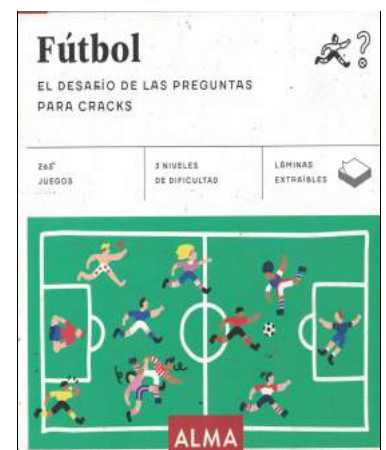 Fútbol
EL DESAFÍO DE LAS PREGUNTAS
PARA CRACKS
265
JUEGOS
3 NIVELES
DE DIFICULTAD
LÁMINAS
EXTRAÍBLES
ALMA